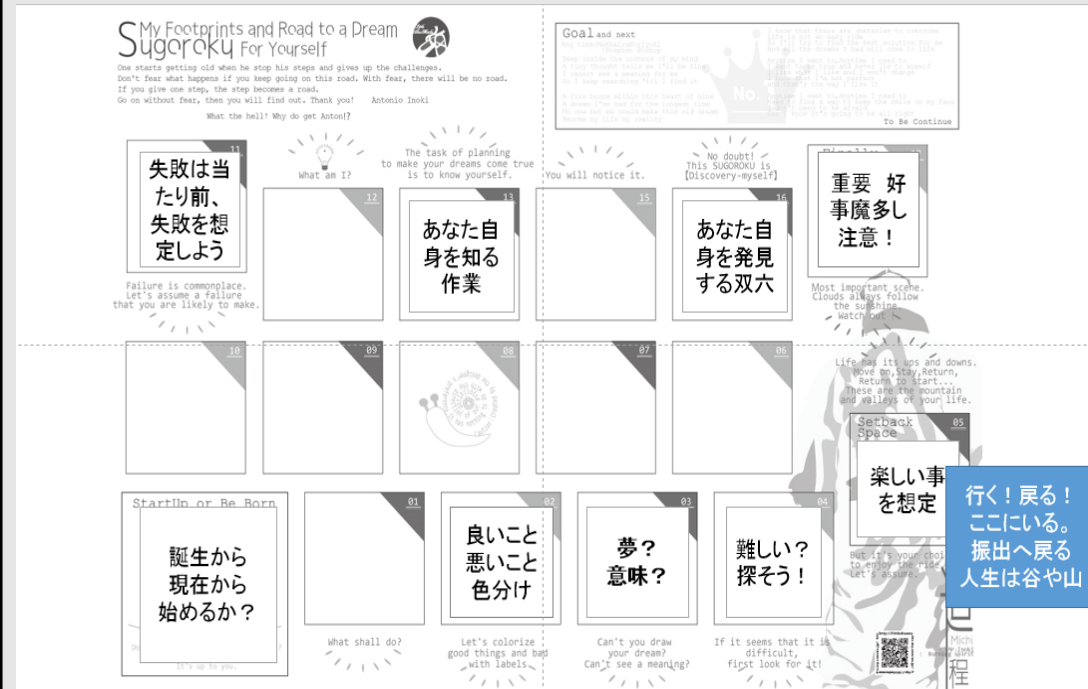 My Footprints and Road to a Dream
Sugoroku For Yourself
One starts getting old when he stop his steps and gives up the challenges.
Don't fear what happens if you keep going on this road. With fear, there will be no road.
If you give one step, the step becomes a road.
Go on without fear, then you will find out. Thank you! Antonio Inoki
What the hell! Why do get Anton!?
Goal and next
No.
To Be Continue
11
失敗は当
たり前、
失敗を想
定しよう
Failure is commonplace.
Let's assume a failure
that you are likely to make.
What am I?
12
The task of planning
to make your dreams come true
is to know yourself.
13
あなた自
身を知る
作業
You will notice it.
15
No doubt!
This SUGOROKU is
【Discovery-myself】
16
あなた自
身を発見
する双六
Finally
重要 好
事魔多し
注意！
Most important scene.
Clouds always follow
the sunshine.
Watch out
10
09
08
07
06
Life has its ups and downs.
Move on,Stay,Return,
Return to start...
These are the mountain
and valleys of your life.
Setback
Space
05
楽しい事
を想定
行く！戻る！
ここにいる。
振出へ戻る
人生は谷や山
But it's your choi
to enjoy the ride.
Let's assume.
StartUp or Be Born
誕生から
現在から
始めるか？
It's up to you.
01
What shall do?
02
良いこと
悪いこと
色分け
Let's colorize
good things and bad
with labels
03
夢？
意味？
Can't you draw
your dream?
Can't see a meaning?
04
難しい？
探そう！
If it seems that it is
difficult,
first look for it!
Michi
程